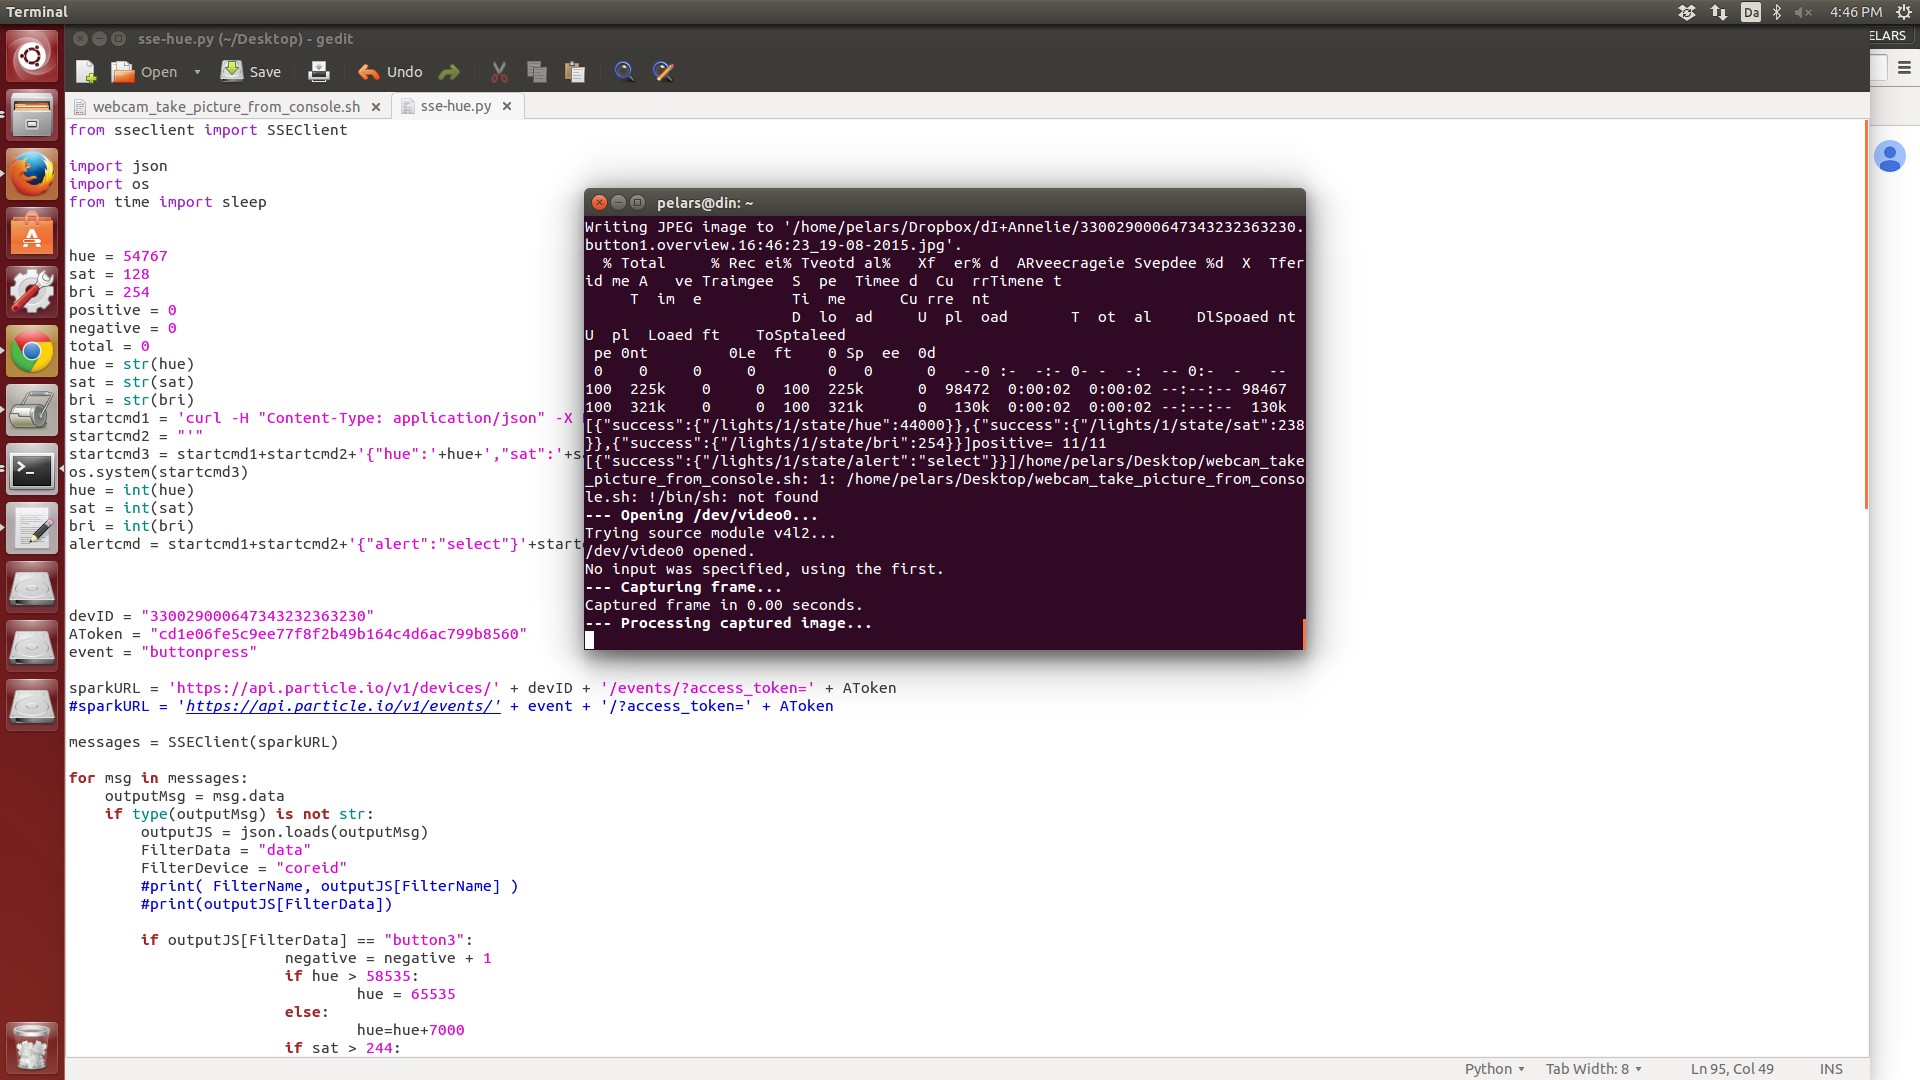 Terminal
Da
4:46 PM
sse-hue.py (~/Desktop) - gedit
ELARS
Open
Save
Undo
webcam_take_picture_from_console.sh
sse-hue.py
from sseclient import SSEClient
import json
import os
from time import import sleep
hue = 54767
sat = 128
bri = 254
positive = 0
negative = 0
total = 0
hue = str(hue)
sat = str(sat)
bri = str(bri)
startcmd1 = 'curl -H "Content-Type: application/json" -X
startcmd2 = "'"
startcmd3 = startcmd1+startcmd2+'{"hue":'+hue+',"sat":'+s
os.system(startcmd3)
hue = int(hue)
sat = int(sat)
bri = int(bri)
alertcmd = startcmd1+startcmd2+'{"alert":"select"}'+start
devID = "330029000647343232363230"
AToken = "cd1e06fe5c9ee77f8f2b49b164c4d6ac799b8560"
event = "buttonpress"
sparkURL = 'https://api.particle.io/v1/devices/' + devID + '/events/?access_token=' + AToken
#sparkURL = 'https://api.particle.io/v1/events/' + event + '/?access_token=' + AToken
messages = SSEClient(sparkURL)
for msg in messages:
outputMsg = msg.data
if type(outputMsg) is not str:
outputJS = json.loads(outputMsg)
FilterData = "data"
FilterDevice = "coreid"
#print( FilterName, outputJS[FilterName] )
#print(outputJS[FilterData])
if outputJS[FilterData] == "button3":
negative = negative + 1
if hue > 58535:
hue = 65535
else:
hue=hue+7000
if sat > 244:
pelars@din: ~
Writing JPEG image to '/home/pelars/Dropbox/dI+Annelie/330029000647343232363230.
button1.overview.16:46:23_19-08-2015.jpg'.
% Total     % Rec ei% Tveotd al%   Xf  er% d  ARveecrageie Svepdee %d  X  Tfer
id me A   ve Traimgee  S  pe  Timee d  Cu  rrTimene t
T  im  e          Ti  me      Cu rre  nt
D  lo  ad      U  pl  oad       T  ot  al     DlSpoaed nt
U  pl  Loaed ft    ToSptaleed
pe 0nt         0Le  ft    0 Sp  ee  0d
0    0     0     0        0   0      0   --0 :-  -:- 0- -  -:  -- 0:-  -   --
100  225k    0     0  100  225k      0  98472  0:00:02  0:00:02 --:--:-- 98467
100  321k    0     0  100  321k      0   130k  0:00:02  0:00:02 --:--:--  130k
[{"success":{"/lights/1/state/hue":44000}},{"success":{"/lights/1/state/sat":238
}},{"success":{"/lights/1/state/bri":254}}]positive= 11/11
[{"success":{"/lights/1/state/alert":"select"}}]/home/pelars/Desktop/webcam_take
_picture_from_console.sh: 1: /home/pelars/Desktop/webcam_take_picture_from_conso
le.sh: !/bin/sh: not found
--- Opening /dev/video0...
Trying source module v4l2...
/dev/video0 opened.
No input was specified, using the first.
--- Capturing frame...
Captured frame in 0.00 seconds.
--- Processing captured image...
Python
Tab Width: 8
Ln 95, Col 49
INS